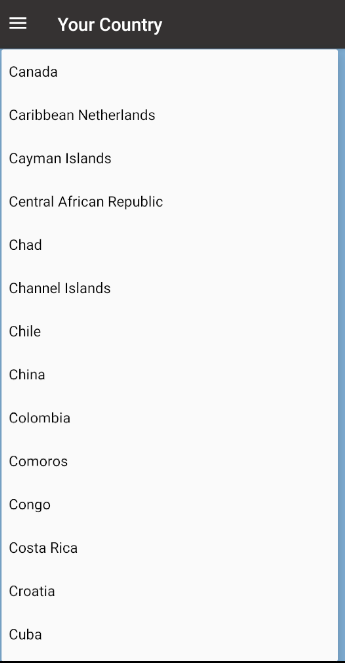 Your Country
Canada
Caribbean Netherlands
Cayman Islands
Central African Republic
Chad
Channel Islands
Chile
China
Colombia
Comoros
Congo
Costa Rica
Croatia
Cuba